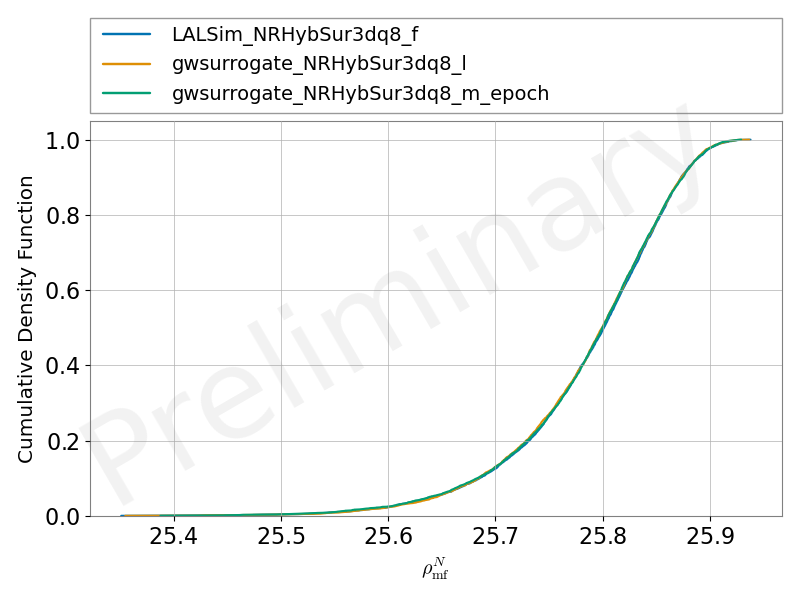 LALSim_NRHybSur3dq8_f
gwsurrogate_NRHybSur3dq8_l
gwsurrogate_NRHybSur3dq8_m_epoch
Preliminary
Cumulative Density Function
1.0
0.8
0.6
0.4
0.2
0.0
25.4 25.5 25.6 25.7 25.8 25.9
ρ_mf^N